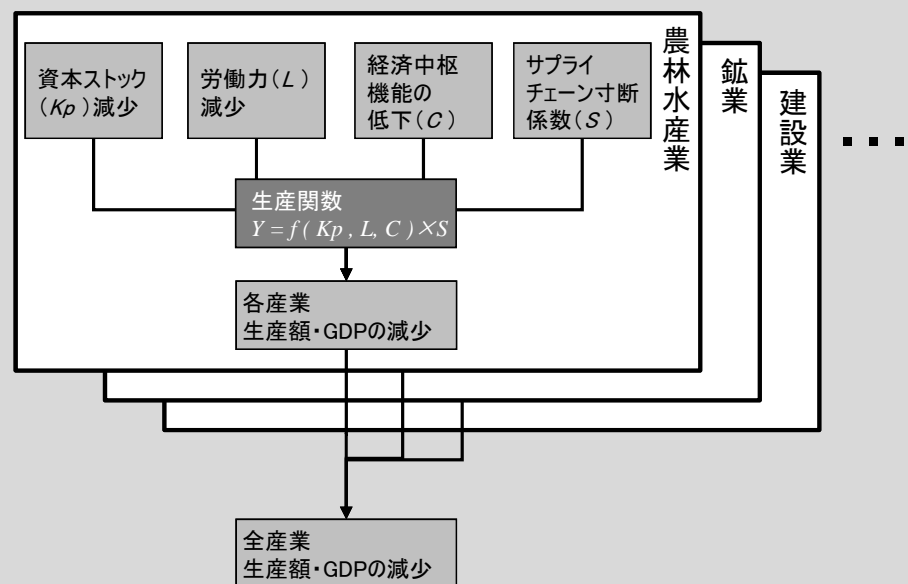 資本ストック
（Kp）減少
労働力（L）
減少
経済中枢
機能の
低下（C）
サプライ
チェーン寸断
係数（S）
農林水産業
鉱業
建設業
・・・
生産関数
Y = f ( Kp , L, C ) ×S
各産業
生産額・GDPの減少
全産業
生産額・GDPの減少